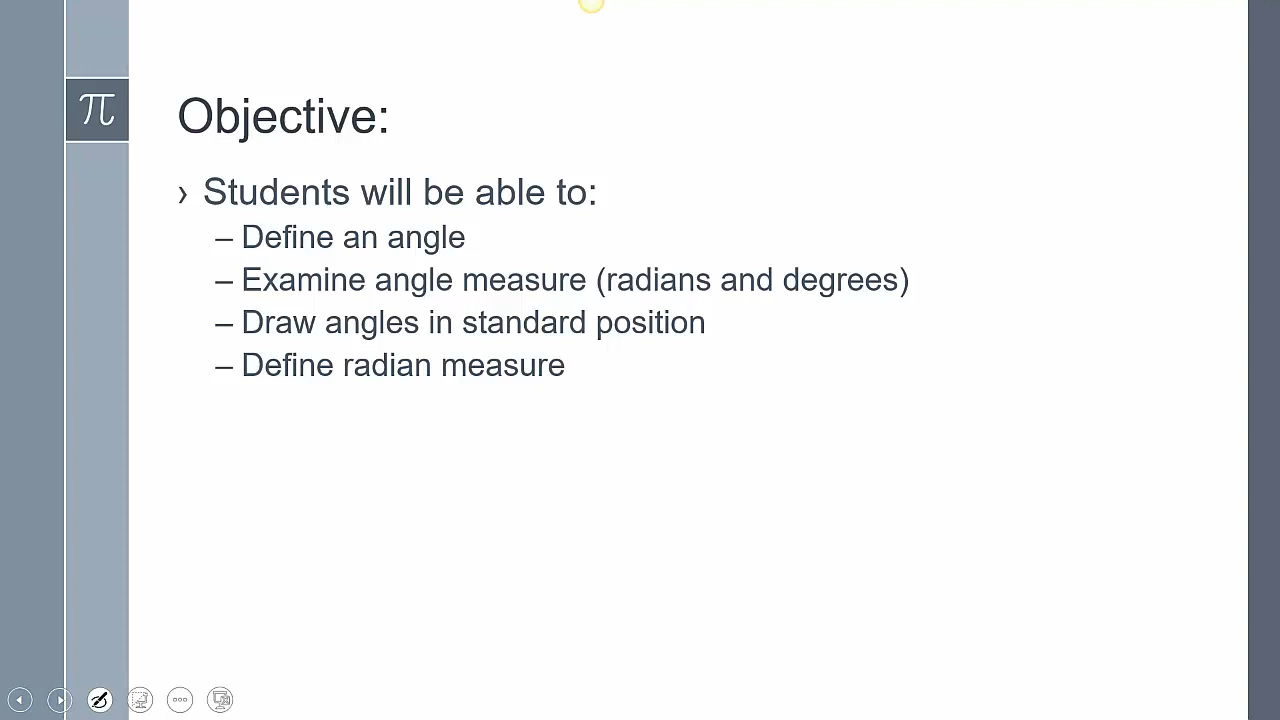 π
Objective:
› Students will be able to:
– Define an angle
– Examine angle measure (radians and degrees)
– Draw angles in standard position
– Define radian measure